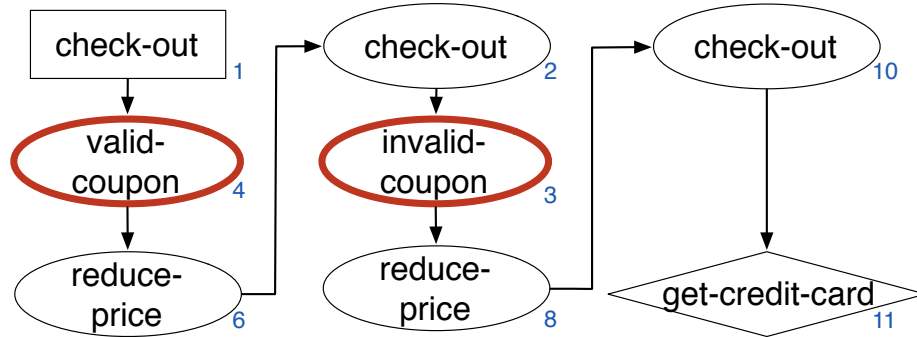 check-out
1
valid-
coupon
4
reduce-
price
6
check-out
2
invalid-
coupon
3
reduce-
price
8
check-out
10
get-credit-card
11